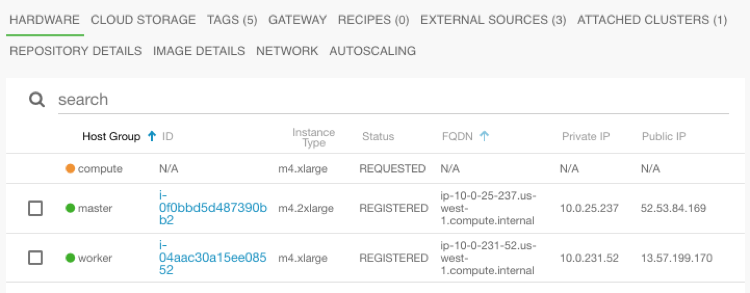 HARDWARE CLOUD STORAGE TAGS (5) GATEWAY RECIPES (0) EXTERNAL SOURCES (3) ATTACHED CLUSTERS (1)
REPOSITORY DETAILS IMAGE DETAILS NETWORK AUTOSCALING
search
Host Group ID Instance Type Status FQDN Private IP Public IP
compute N/A m4.xlarge REQUESTED N/A N/A N/A
master i-0f0bbd5d487390bb2 m4.2xlarge REGISTERED ip-10-0-25-237.us-west-1.compute.internal 10.0.25.237 52.53.84.169
worker i-04aac30a15ee08552 m4.xlarge REGISTERED ip-10-0-231-52.us-west-1.compute.internal 10.0.231.52 13.57.199.170